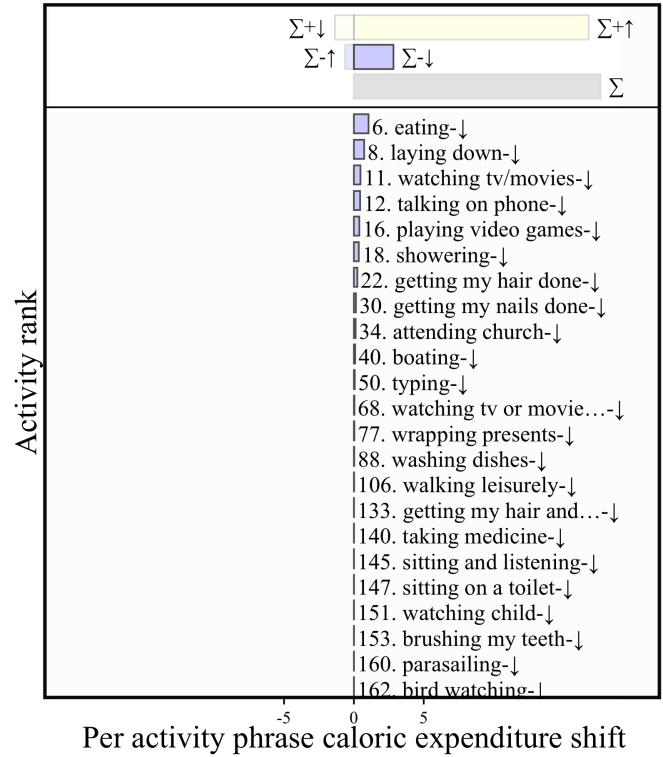 ∑+↓ ∑+↑
∑-↑ ∑-↓
∑
6. eating-↓
8. laying down-↓
11. watching tv/movies-↓
12. talking on phone-↓
16. playing video games-↓
18. showering-↓
22. getting my hair done-↓
30. getting my nails done-↓
34. attending church-↓
40. boating-↓
50. typing-↓
68. watching tv or movie…-↓
77. wrapping presents-↓
88. washing dishes-↓
106. walking leisurely-↓
133. getting my hair and…-↓
140. taking medicine-↓
145. sitting and listening-↓
147. sitting on a toilet-↓
151. watching child-↓
153. brushing my teeth-↓
160. parasailing-↓
162. bird watching-↓
Activity rank
-5 0 5
Per activity phrase caloric expenditure shift